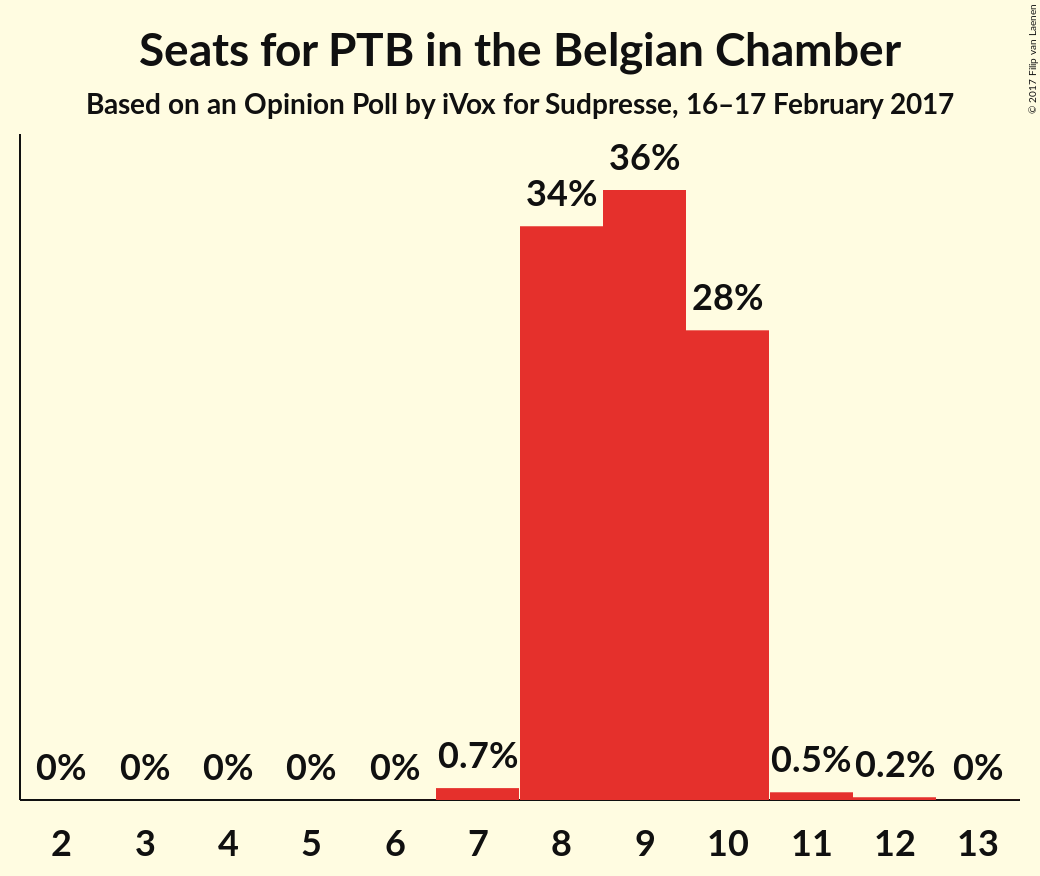 Seats for PTB in the Belgian Chamber
Based on an Opinion Poll by iVox for Sudpresse, 16–17 February 2017
© 2017 Filip van Laenen
36%
34%
28%
0% 0% 0% 0% 0% 0.7% 0.5% 0.2% 0%
2 3 4 5 6 7 8 9 10 11 12 13